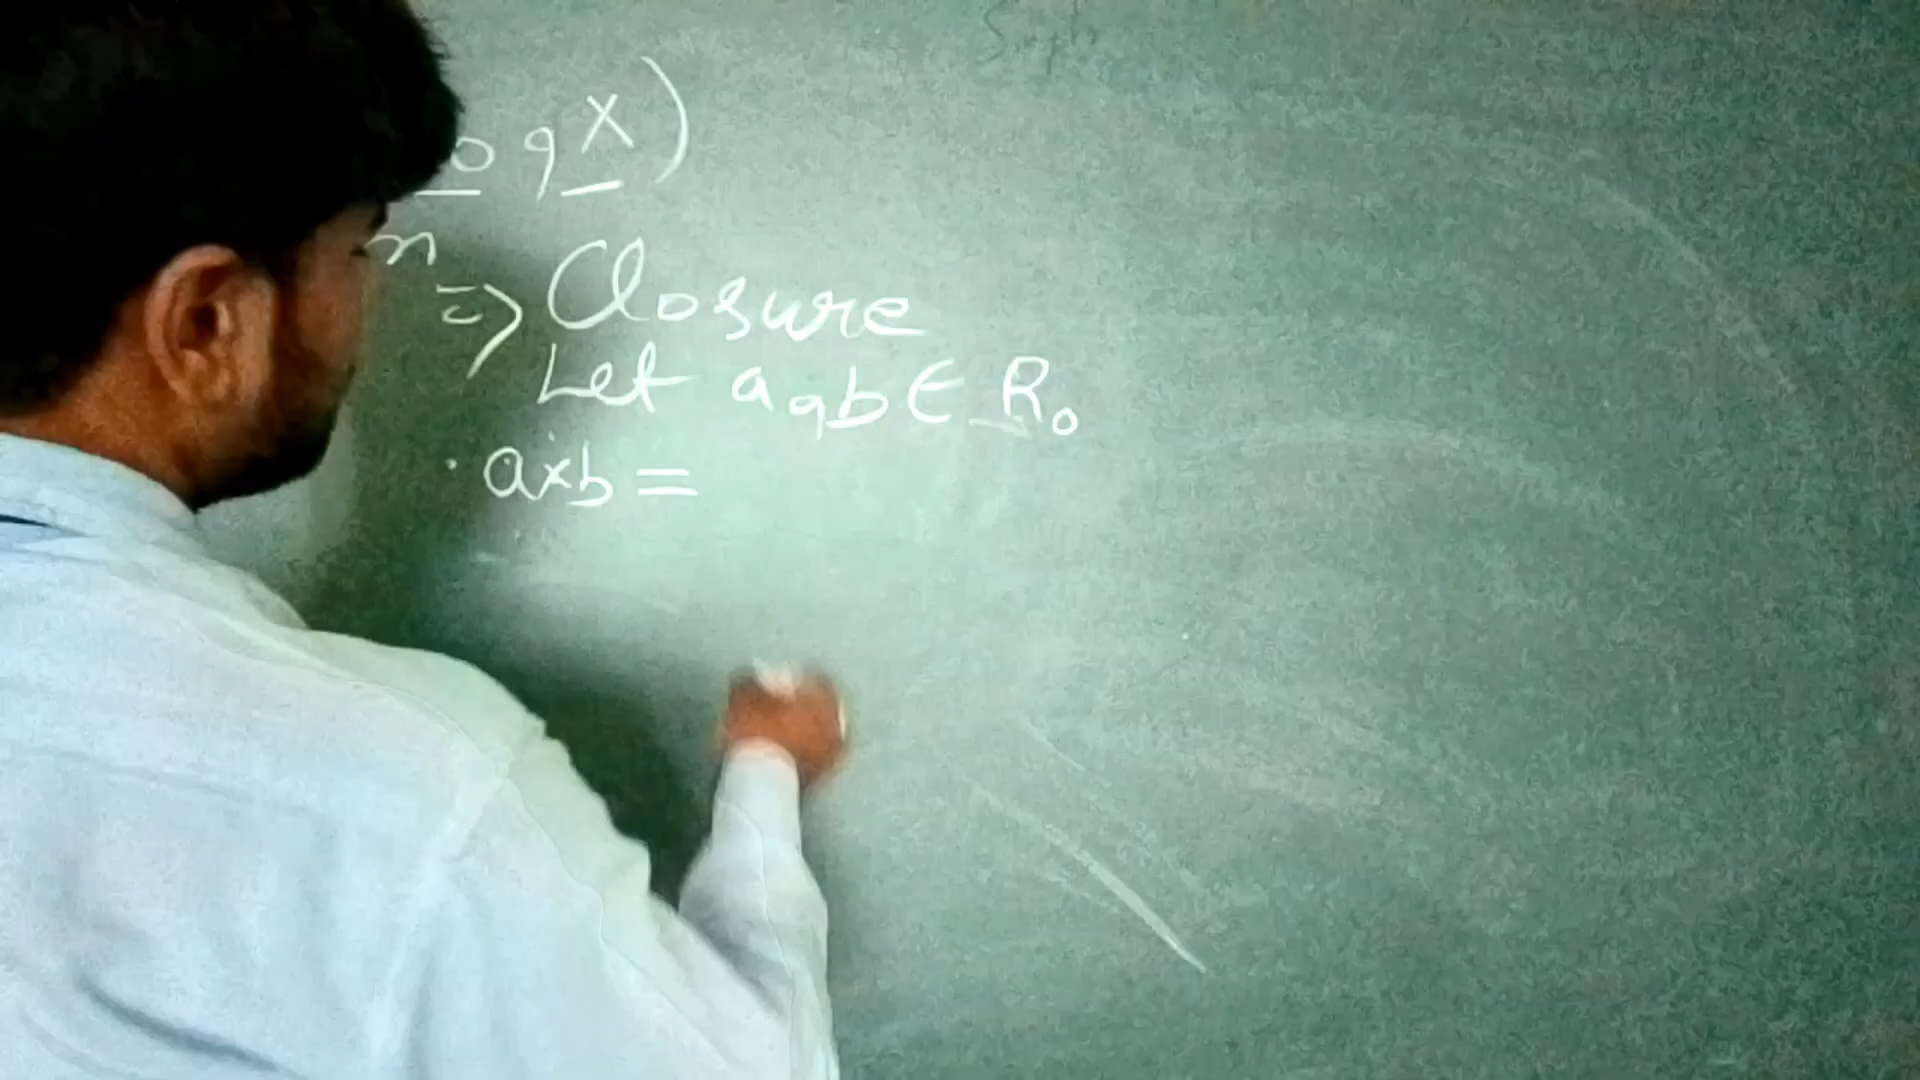 o , X )
n
=> Closure
Let a , b ∈ R₀
. a×b =